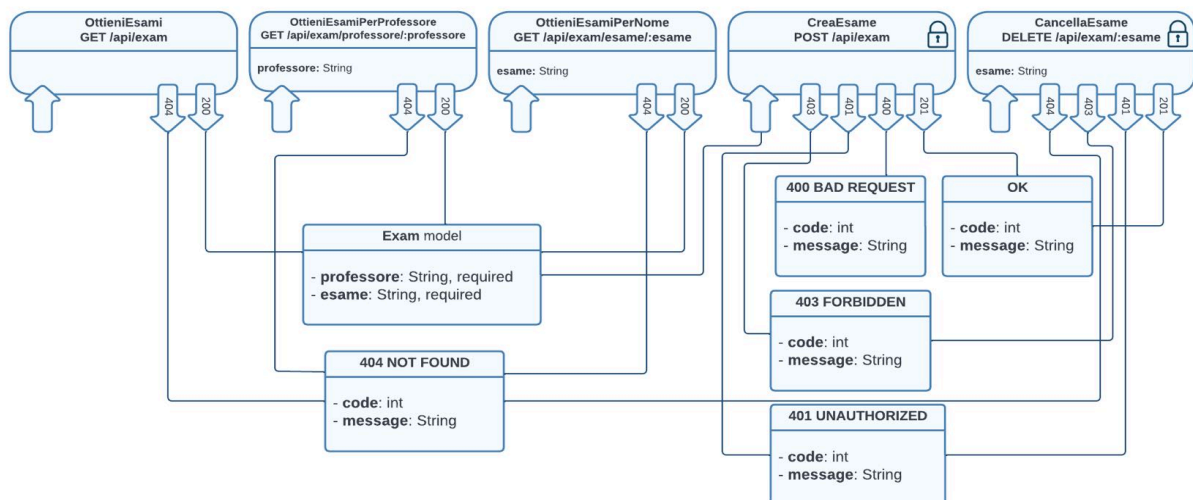 OttieniEsami
GET /api/exam
404
200
OttieniEsamiPerProfessore
GET /api/exam/professore/:professore
professore: String
404
200
OttieniEsamiPerNome
GET /api/exam/esame/:esame
esame: String
404
200
CreaEsame
POST /api/exam
403
401
400
201
CancellaEsame
DELETE /api/exam/:esame
esame: String
404
403
401
201
400 BAD REQUEST
- code: int
- message: String
OK
- code: int
- message: String
Exam model
- professore: String, required
- esame: String, required
403 FORBIDDEN
- code: int
- message: String
404 NOT FOUND
- code: int
- message: String
401 UNAUTHORIZED
- code: int
- message: String